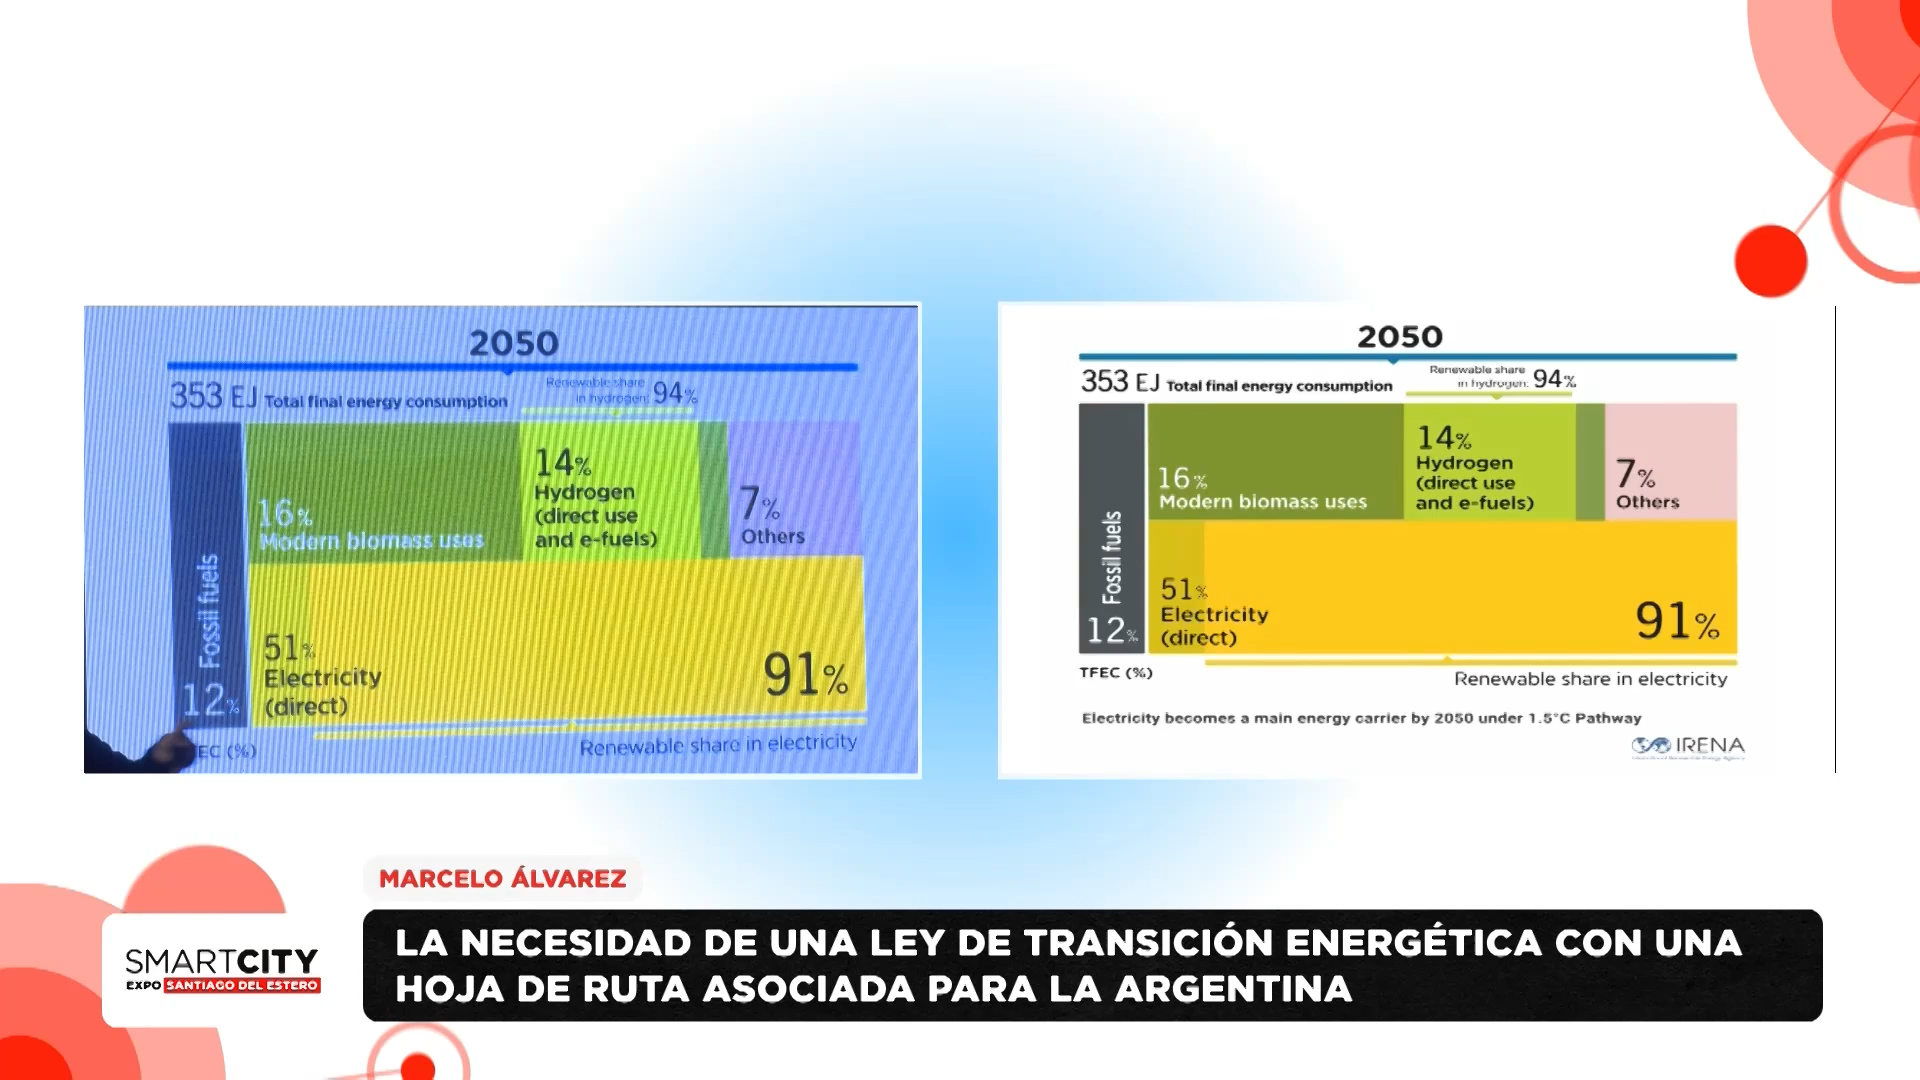 2050
353 EJ Total final energy consumption
Renewable share
in hydrogen: 94%
14%
Hydrogen
(direct use
and e-fuels)
16%
Modern biomass uses
7%
Others
Fossil fuels
12%
51%
Electricity
(direct)
91%
EC (%)
Renewable share in electricity
2050
353 EJ Total final energy consumption
Renewable share
in hydrogen: 94%
14%
Hydrogen
(direct use
and e-fuels)
16%
Modern biomass uses
7%
Others
Fossil fuels
12%
51%
Electricity
(direct)
91%
TFEC (%)
Renewable share in electricity
Electricity becomes a main energy carrier by 2050 under 1.5°C Pathway
IRENA
MARCELO ÁLVAREZ
SMARTCITY
EXPO SANTIAGO DEL ESTERO
LA NECESIDAD DE UNA LEY DE TRANSICIÓN ENERGÉTICA CON UNA
HOJA DE RUTA ASOCIADA PARA LA ARGENTINA